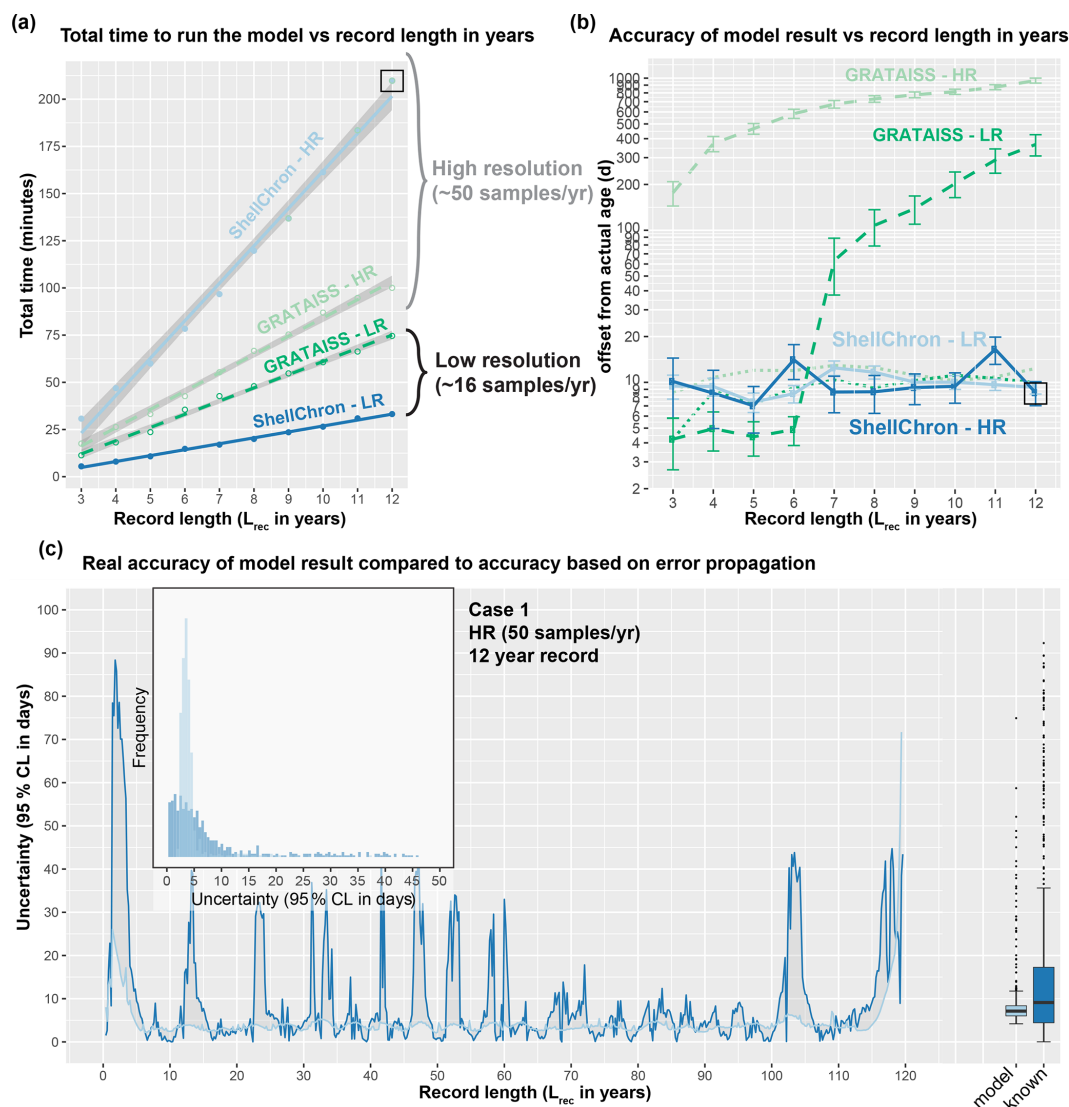 (a)
Total time to run the model vs record length in years
Total time (minutes)
200
175
150
125
100
75
50
25
0
3 4 5 6 7 8 9 10 11 12
Record length (Lrec in years)
ShellChron - HR
GRATAISS - HR
GRATAISS - LR
ShellChron - LR
High resolution
(~50 samples/yr)
Low resolution
(~16 samples/yr)
(b)
Accuracy of model result vs record length in years
offset from actual age (d)
1000
900
800
700
600
500
400
300
200
100
90
80
70
60
50
40
30
20
10
9
8
7
6
5
4
3
2
3 4 5 6 7 8 9 10 11 12
Record length (Lrec in years)
GRATAISS - HR
GRATAISS - LR
ShellChron - LR
ShellChron - HR
(c)
Real accuracy of model result compared to accuracy based on error propagation
Uncertainty (95 % CL in days)
100
90
80
70
60
50
40
30
20
10
0
Frequency
0 5 10 15 20 25 30 35 40 45 50
Uncertainty (95 % CL in days)
Case 1
HR (50 samples/yr)
12 year record
0 10 20 30 40 50 60 70 80 90 100 110 120
Record length (Lrec in years)
model
known